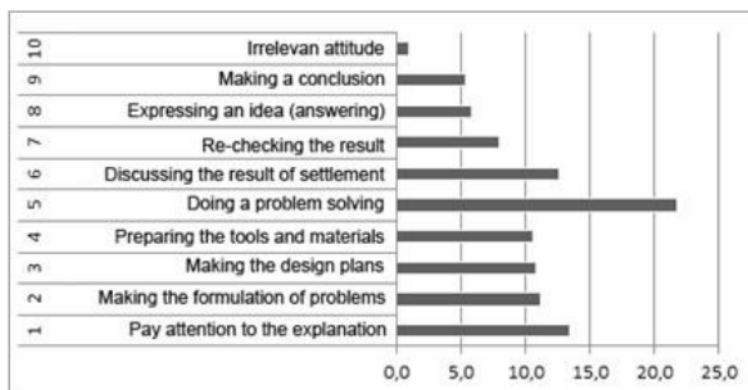 10 Irrelevan attitude
9 Making a conclusion
8 Expressing an idea (answering)
7 Re-checking the result
6 Discussing the result of settlement
5 Doing a problem solving
4 Preparing the tools and materials
3 Making the design plans
2 Making the formulation of problems
1 Pay attention to the explanation
0,0 5,0 10,0 15,0 20,0 25,0